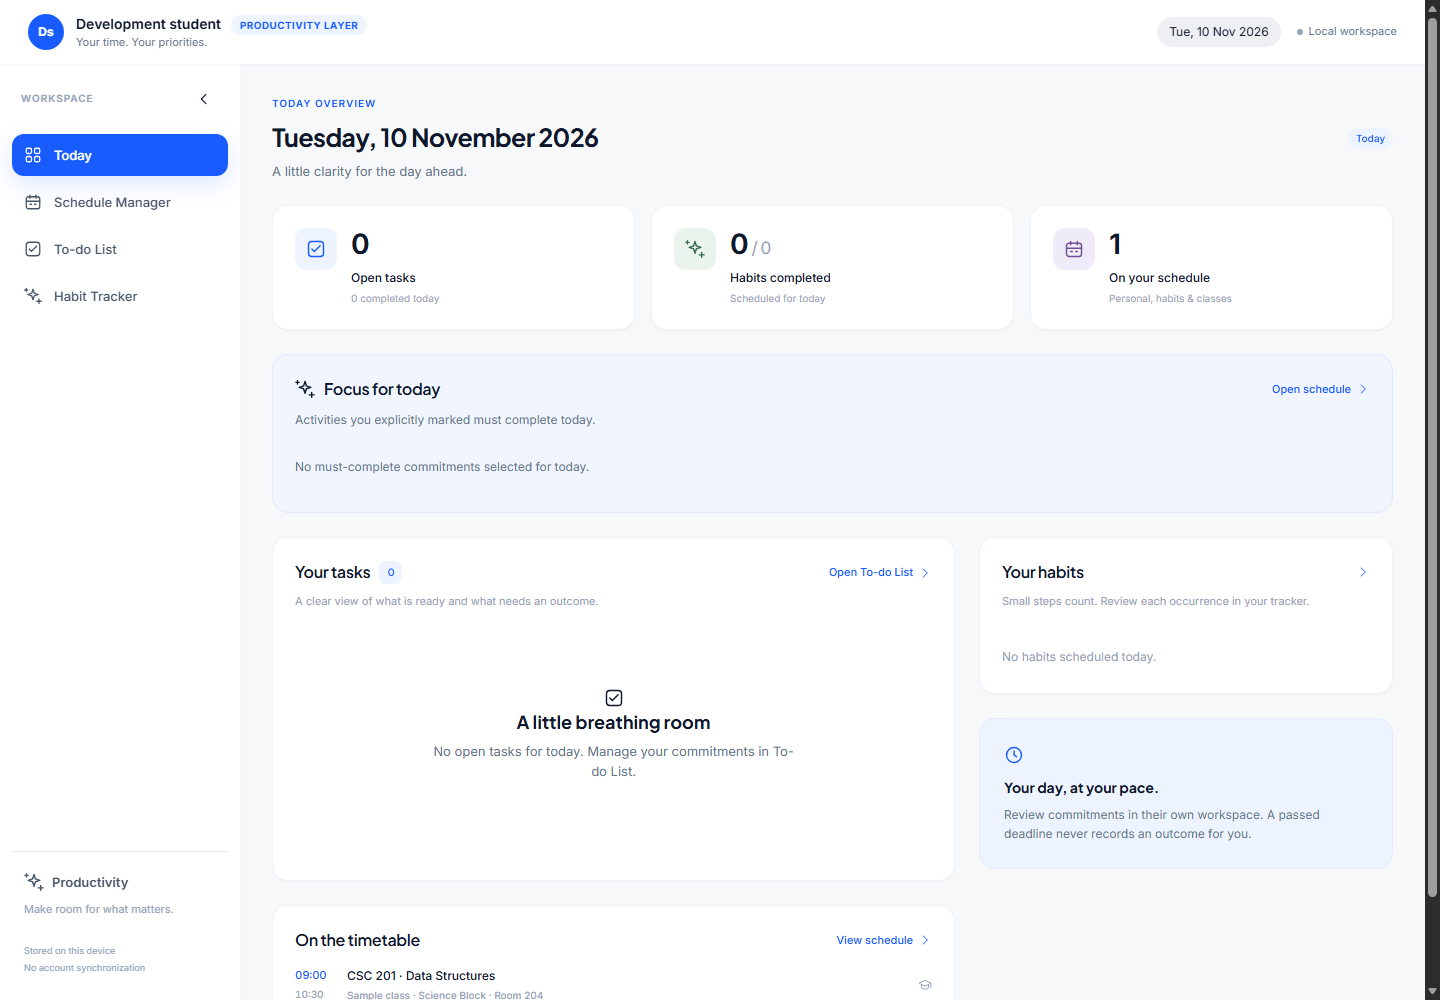 Ds
Development student
PRODUCTIVITY LAYER
Your time. Your priorities.
Tue, 10 Nov 2026
Local workspace
WORKSPACE
Today
Schedule Manager
To-do List
Habit Tracker
Productivity
Make room for what matters.
Stored on this device
No account synchronization
TODAY OVERVIEW
Tuesday, 10 November 2026
Today
A little clarity for the day ahead.
0
Open tasks
0 completed today
0 / 0
Habits completed
Scheduled for today
1
On your schedule
Personal, habits & classes
Focus for today
Open schedule
Activities you explicitly marked must complete today.
No must-complete commitments selected for today.
Your tasks 0
Open To-do List
A clear view of what is ready and what needs an outcome.
A little breathing room
No open tasks for today. Manage your commitments in To-
do List.
Your habits
Small steps count. Review each occurrence in your tracker.
No habits scheduled today.
Your day, at your pace.
Review commitments in their own workspace. A passed
deadline never records an outcome for you.
On the timetable
View schedule
09:00
CSC 201 · Data Structures
10:30
Sample class · Science Block · Room 204